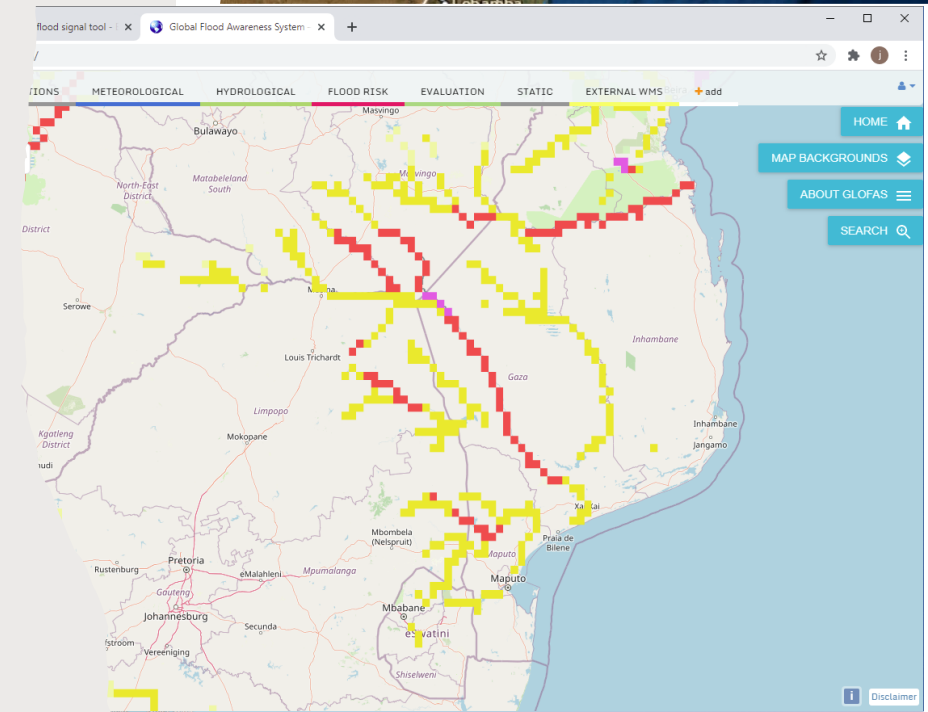 flood signal tool -
Global Flood Awareness System -
/
TIONS METEOROLOGICAL HYDROLOGICAL FLOOD RISK EVALUATION STATIC EXTERNAL WMS + add
HOME
MAP BACKGROUNDS
ABOUT GLOFAS
SEARCH
Masvingo
Bulawayo
Matabeleland
South
North-East
District
Masvingo
District
Serowe
Louis Trichardt
Inhambane
Gaza
Limpopo
Mokopane
Kgatleng
District
Inhambane
Jangamo
Mbombela
(Nelspruit)
Praia de
Bilene
Maputo
Maputo
Pretoria
Rustenburg
eMalahleni
Mpumalanga
Gauteng
Johannesburg
Secunda
Mbabane
eSwatini
Vereeniging
Shiselweni
i
Disclaimer